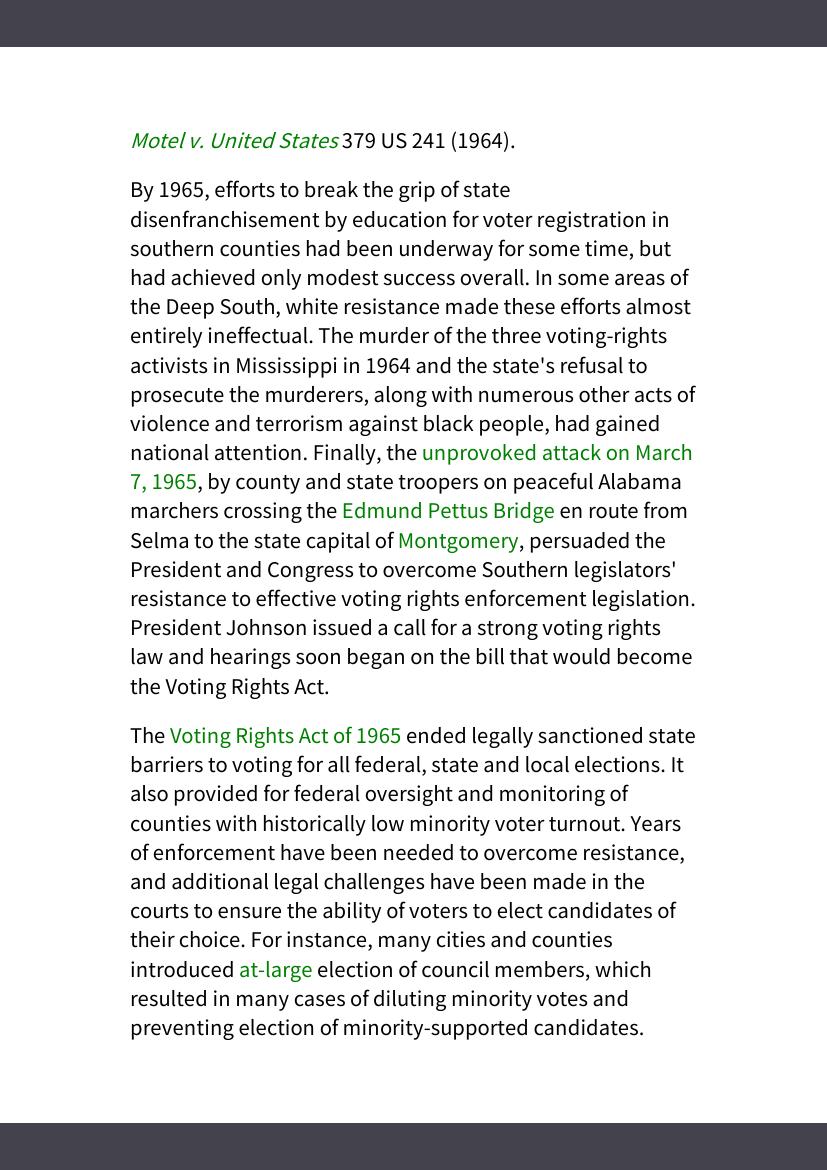 Motel v. United States 379 US 241 (1964).
By 1965, efforts to break the grip of state
disenfranchisement by education for voter registration in
southern counties had been underway for some time, but
had achieved only modest success overall. In some areas of
the Deep South, white resistance made these efforts almost
entirely ineffectual. The murder of the three voting-rights
activists in Mississippi in 1964 and the state's refusal to
prosecute the murderers, along with numerous other acts of
violence and terrorism against black people, had gained
national attention. Finally, the unprovoked attack on March
7, 1965, by county and state troopers on peaceful Alabama
marchers crossing the Edmund Pettus Bridge en route from
Selma to the state capital of Montgomery, persuaded the
President and Congress to overcome Southern legislators'
resistance to effective voting rights enforcement legislation.
President Johnson issued a call for a strong voting rights
law and hearings soon began on the bill that would become
the Voting Rights Act.
The Voting Rights Act of 1965 ended legally sanctioned state
barriers to voting for all federal, state and local elections. It
also provided for federal oversight and monitoring of
counties with historically low minority voter turnout. Years
of enforcement have been needed to overcome resistance,
and additional legal challenges have been made in the
courts to ensure the ability of voters to elect candidates of
their choice. For instance, many cities and counties
introduced at-large election of council members, which
resulted in many cases of diluting minority votes and
preventing election of minority-supported candidates.